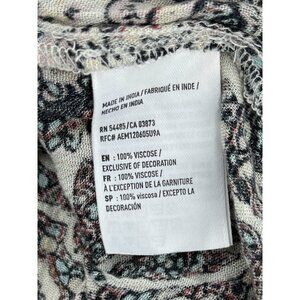 MADE IN INDIA / FABRIQUÉ EN INDE /
HECHO EN INDIA
RN 54485/CA 03873
RFC# AEM12060SU9A
EN : 100% VISCOSE /
EXCLUSIVE OF DECORATION
FR : 100% VISCOSE /
À L'EXCEPTION DE LA GARNITURE
SP : 100% viscosa / EXCEPTO LA
DECORACIÓN